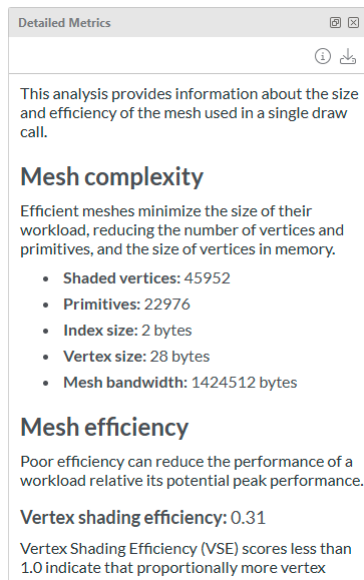 Detailed Metrics
This analysis provides information about the size
and efficiency of the mesh used in a single draw
call.
Mesh complexity
Efficient meshes minimize the size of their
workload, reducing the number of vertices and
primitives, and the size of vertices in memory.
• Shaded vertices: 45952
• Primitives: 22976
• Index size: 2 bytes
• Vertex size: 28 bytes
• Mesh bandwidth: 1424512 bytes
Mesh efficiency
Poor efficiency can reduce the performance of a
workload relative its potential peak performance.
Vertex shading efficiency: 0.31
Vertex Shading Efficiency (VSE) scores less than
1.0 indicate that proportionally more vertex